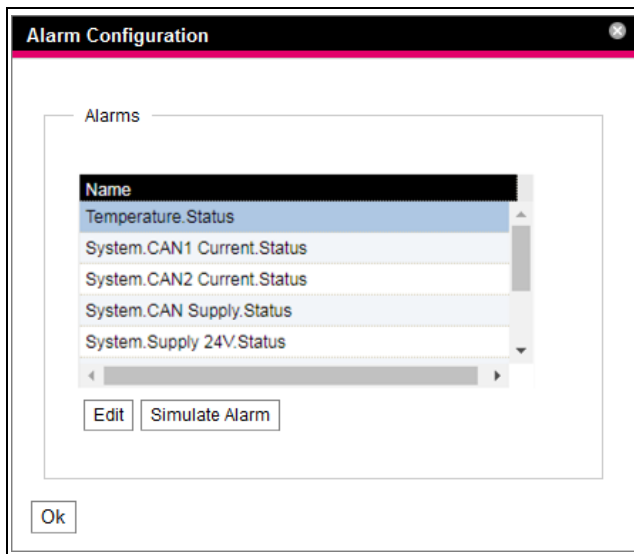 Alarm Configuration
Alarms
Name
Temperature.Status
System.CAN1 Current.Status
System.CAN2 Current.Status
System.CAN Supply.Status
System.Supply 24V.Status
Edit Simulate Alarm
Ok